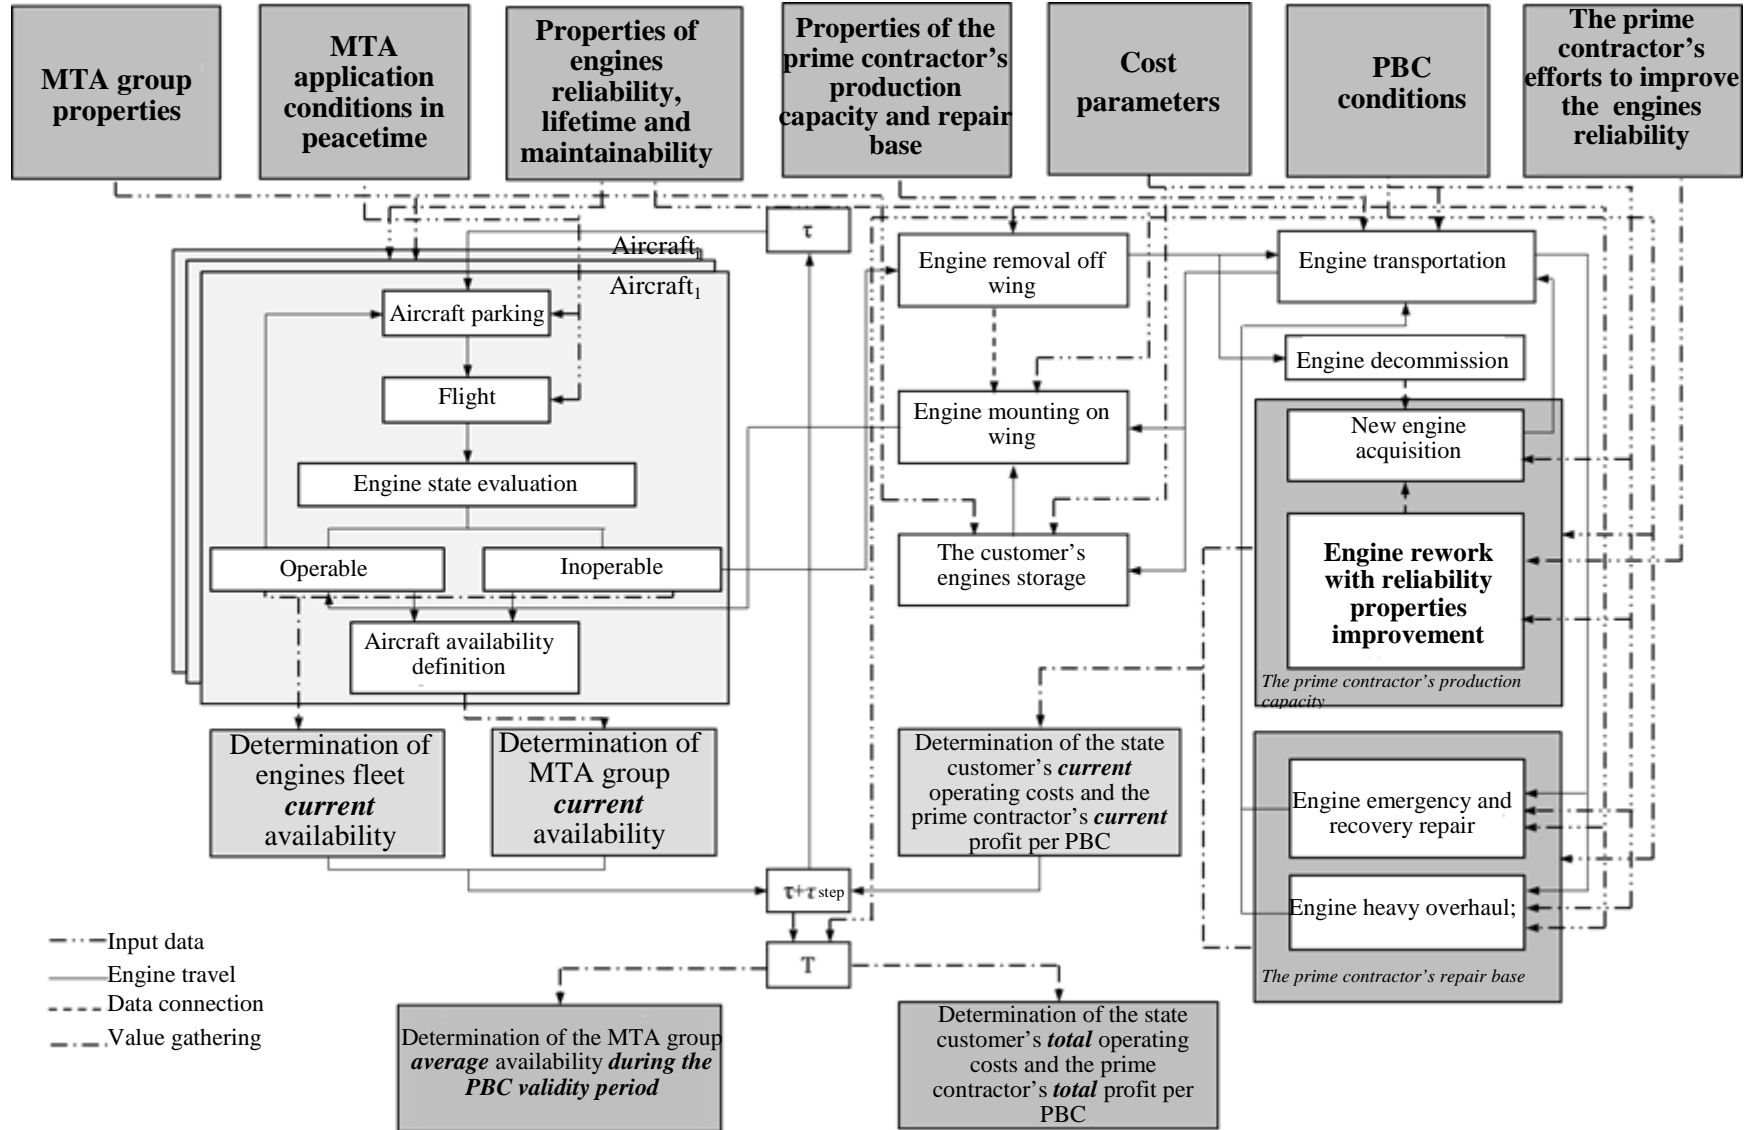 MTA group
properties
MTA
application
conditions in
peacetime
Properties of
engines
reliability,
lifetime and
maintainability
Properties of the
prime contractor's
production
capacity and repair
base
Cost
parameters
PBC
conditions
The prime
contractor's
efforts to improve
the engines
reliability
τ
Aircraftᵢ
Aircraft₁
Aircraft parking
Flight
Engine state evaluation
Operable
Inoperable
Aircraft availability
definition
Engine removal off
wing
Engine mounting on
wing
The customer's
engines storage
Engine transportation
Engine decommission
New engine
acquisition
Engine rework
with reliability
properties
improvement
The prime contractor's production
capacity
Determination of
engines fleet
current
availability
Determination of
MTA group
current
availability
Determination of the state
customer's current
operating costs and the
prime contractor's current
profit per PBC
Engine emergency and
recovery repair
Engine heavy overhaul;
The prime contractor's repair base
τ+τ step
T
Input data
Engine travel
Data connection
Value gathering
Determination of the MTA group
average availability during the
PBC validity period
Determination of the state
customer's total operating
costs and the prime
contractor's total profit per
PBC